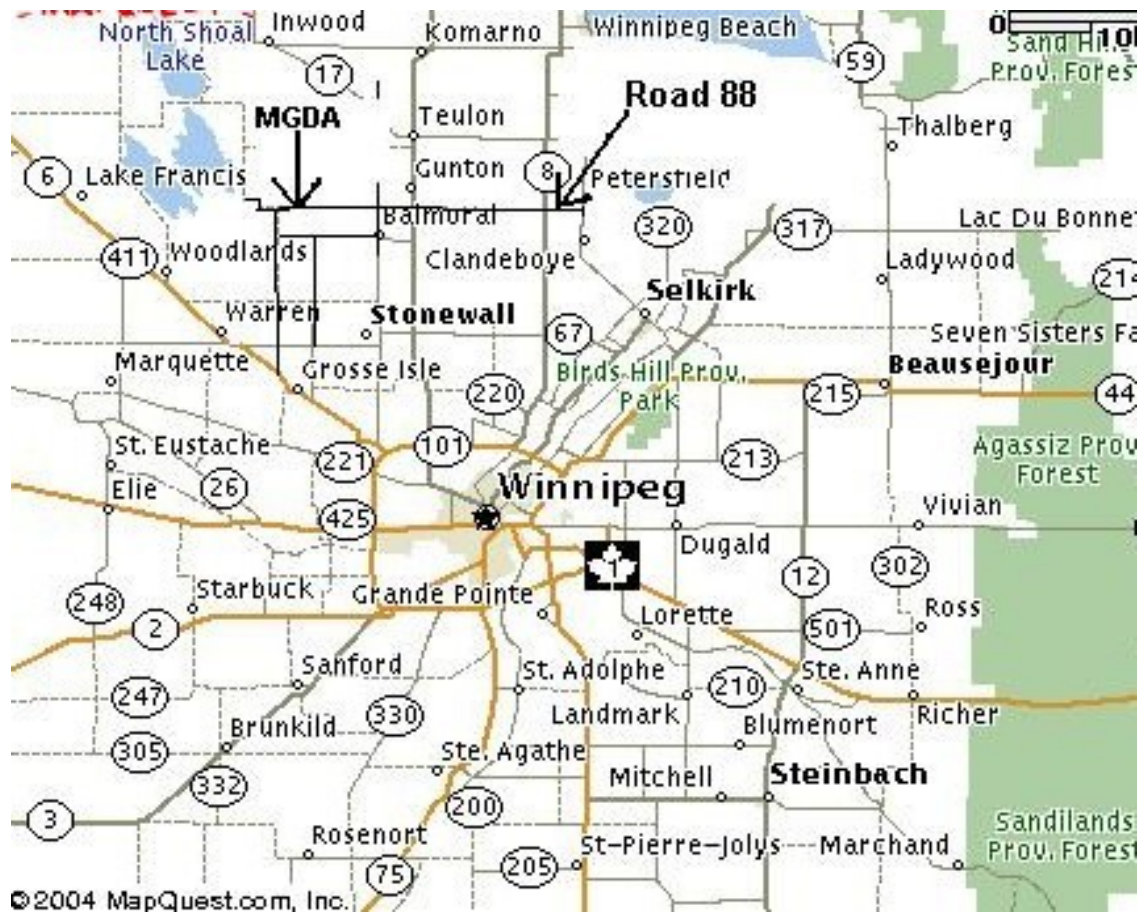 Inwood
Komarno
Winnipeg Beach
0
10
North Shoal
Lake
17
59
Sand
Prov. Forest
MGDA
Teulon
Road 88
Thalberg
6
Lake Francis
Gunton
8
Petersfield
Balmoral
320
317
Lac Du Bonnet
411
Woodlands
Clandeboye
Ladywood
214
Selkirk
Warren
Stonewall
67
Seven Sisters Fa
Marquette
Grosse Isle
Birds Hill Prov.
Park
Beausejour
220
215
44
St. Eustache
221
101
213
Agassiz Prov
Forest
26
Winnipeg
Elie
425
Vivian
Dugald
1
12
302
248
Starbuck
Grande Pointe
Lorette
Ross
2
501
Sanford
St. Adolphe
Ste. Anne
247
330
210
Landmark
Richer
305
Brunkild
Blumenort
Ste. Agathe
332
Mitchell
Steinbach
3
200
Rosenort
St-Pierre-Jolys
Marchand
Sandilands
Prov. Forest
75
205
©2004 MapQuest.com, Inc.